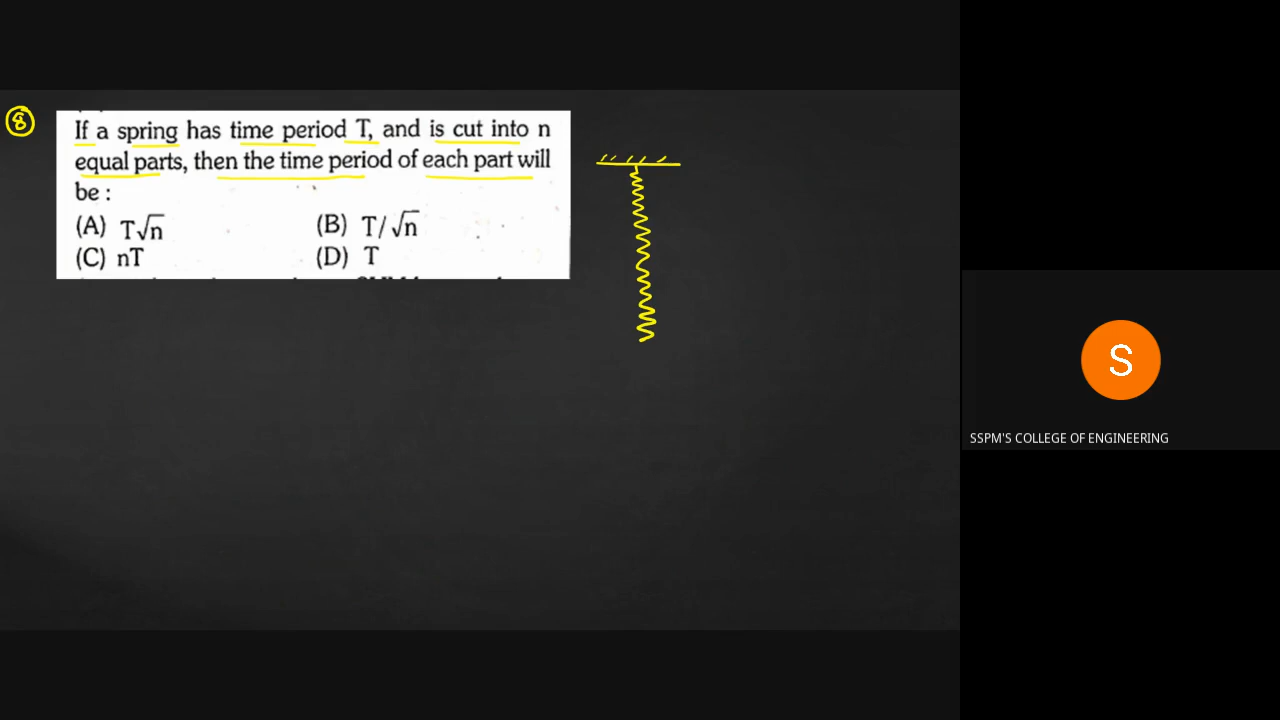 8
If a spring has time period T, and is cut into n
equal parts, then the time period of each part will
be :
(A) T√n (B) T/√n
(C) nT (D) T
S
SSPM'S COLLEGE OF ENGINEERING